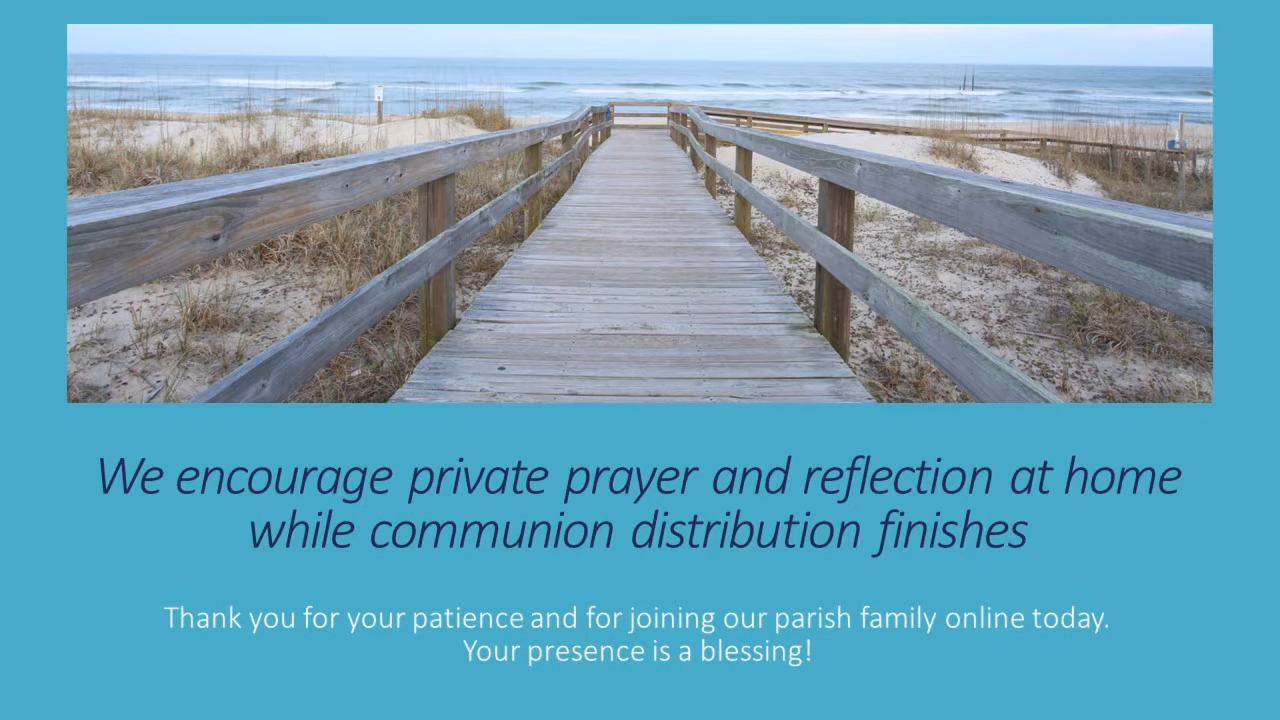 We encourage private prayer and reflection at home
while communion distribution finishes
Thank you for your patience and for joining our parish family online today.
Your presence is a blessing!